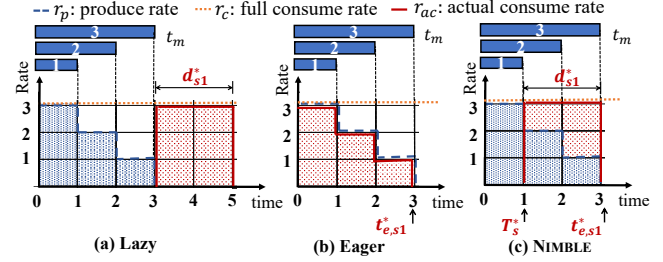 r_p: produce rate r_c: full consume rate r_ac: actual consume rate
3 t_m
2
1
Rate
d*_s1
3
2
1
0 1 2 3 4 5 time
(a) Lazy
3 t_m
2
1
Rate
3
2
1
0 1 2 3 time
t*_e,s1
(b) Eager
3 t_m
2
1
Rate
d*_s1
3
2
1
0 1 2 3 time
T*_s t*_e,s1
(c) NIMBLE